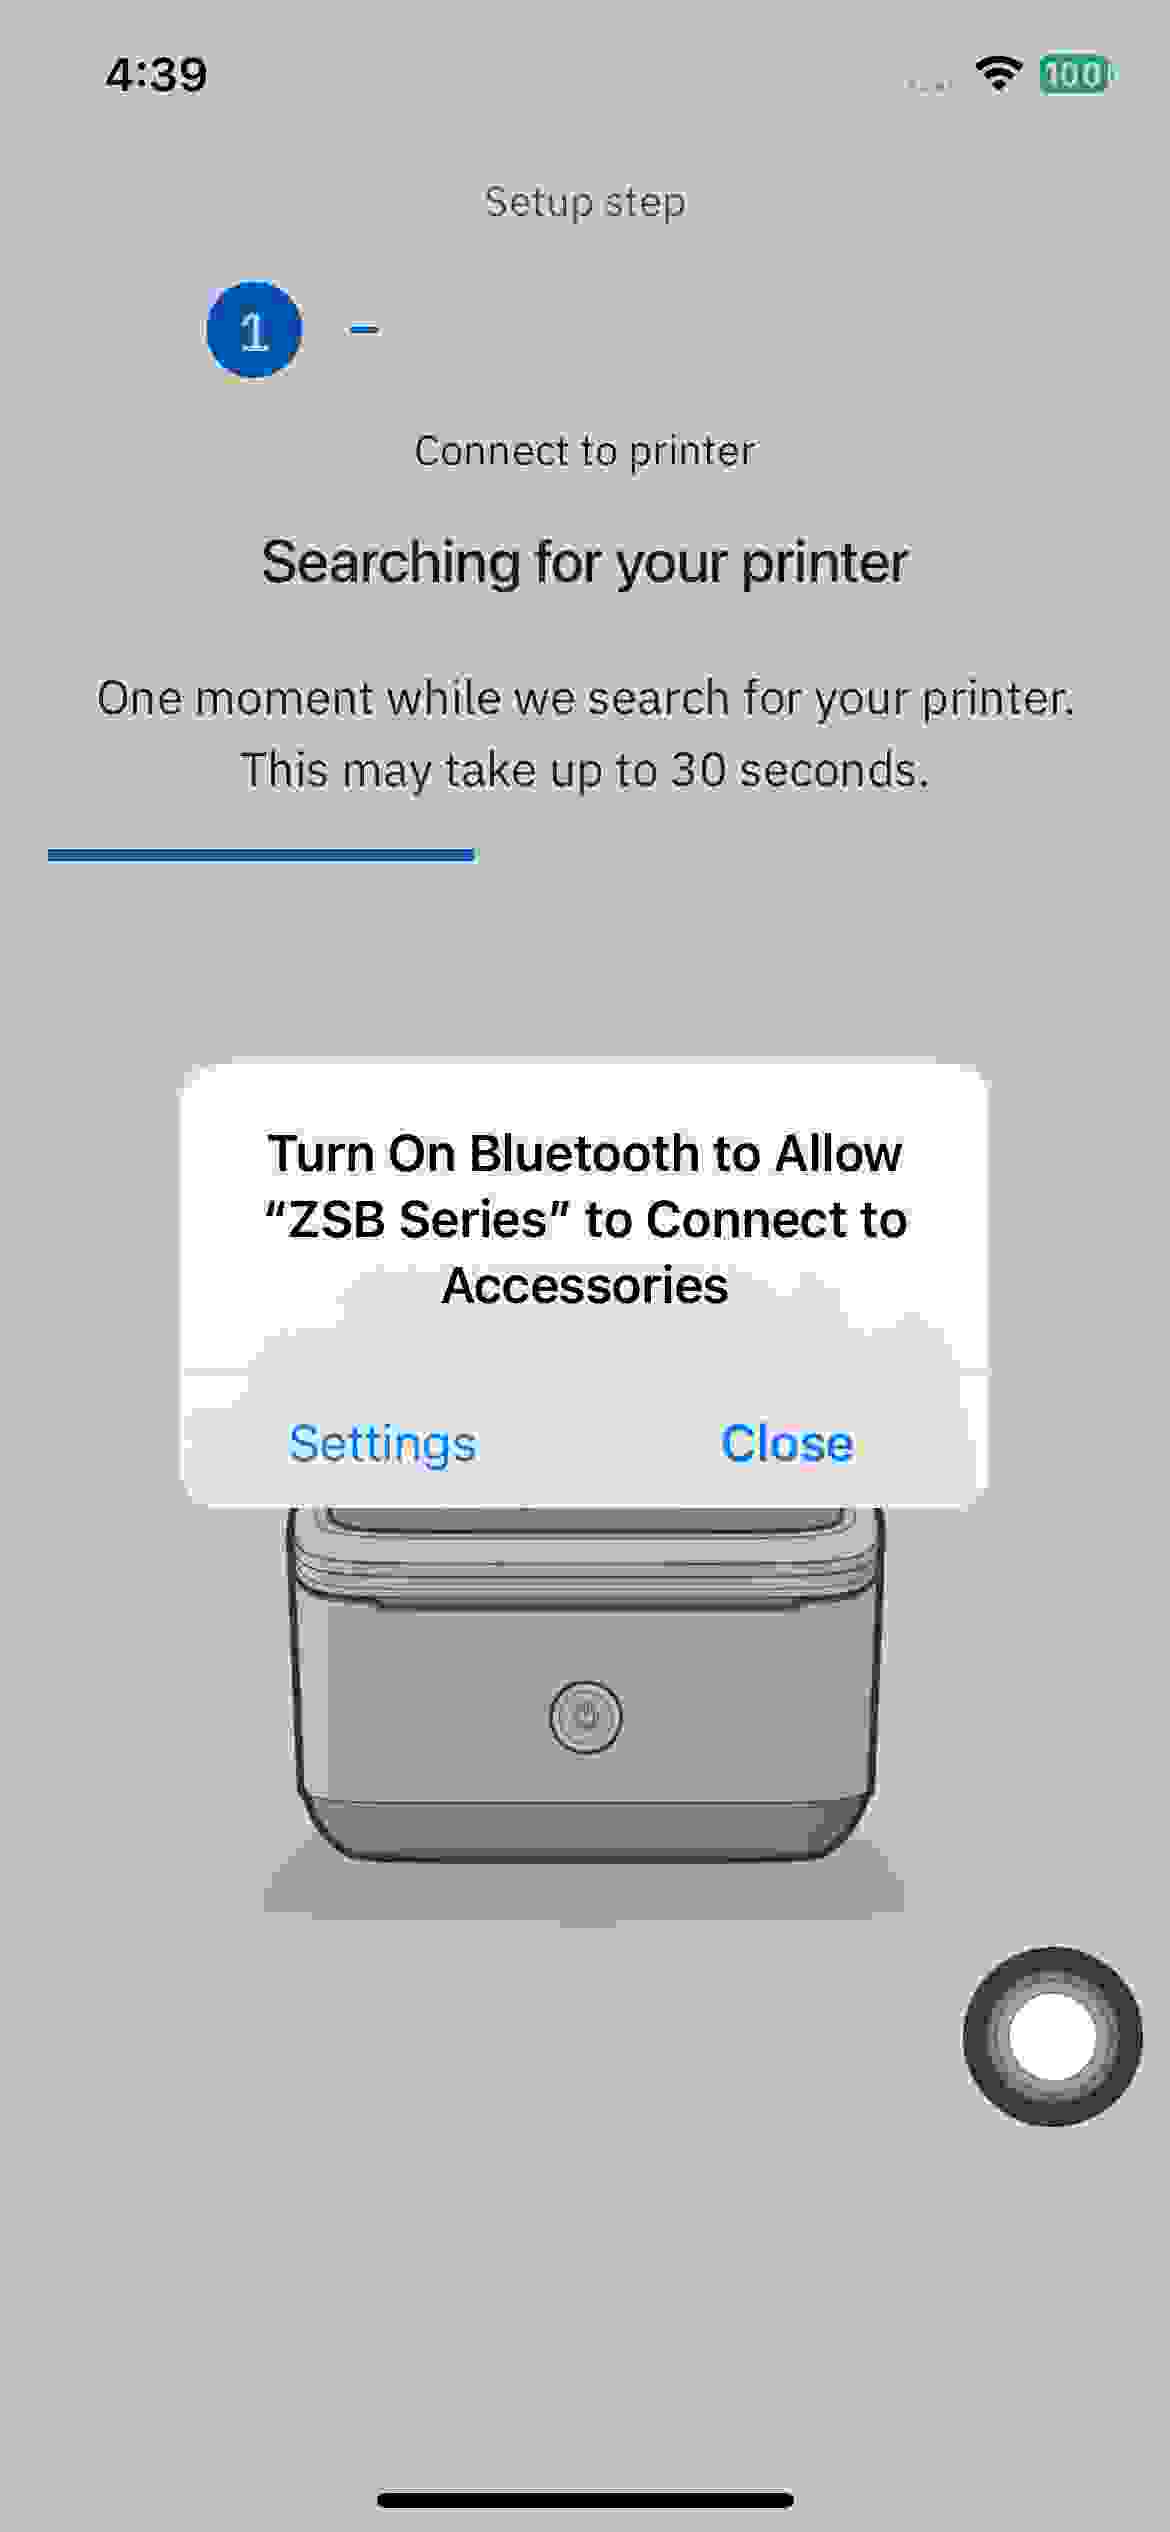 4:39
100
Setup step
1
Connect to printer
Searching for your printer
One moment while we search for your printer.
This may take up to 30 seconds.
Turn On Bluetooth to Allow
“ZSB Series” to Connect to
Accessories
Settings
Close